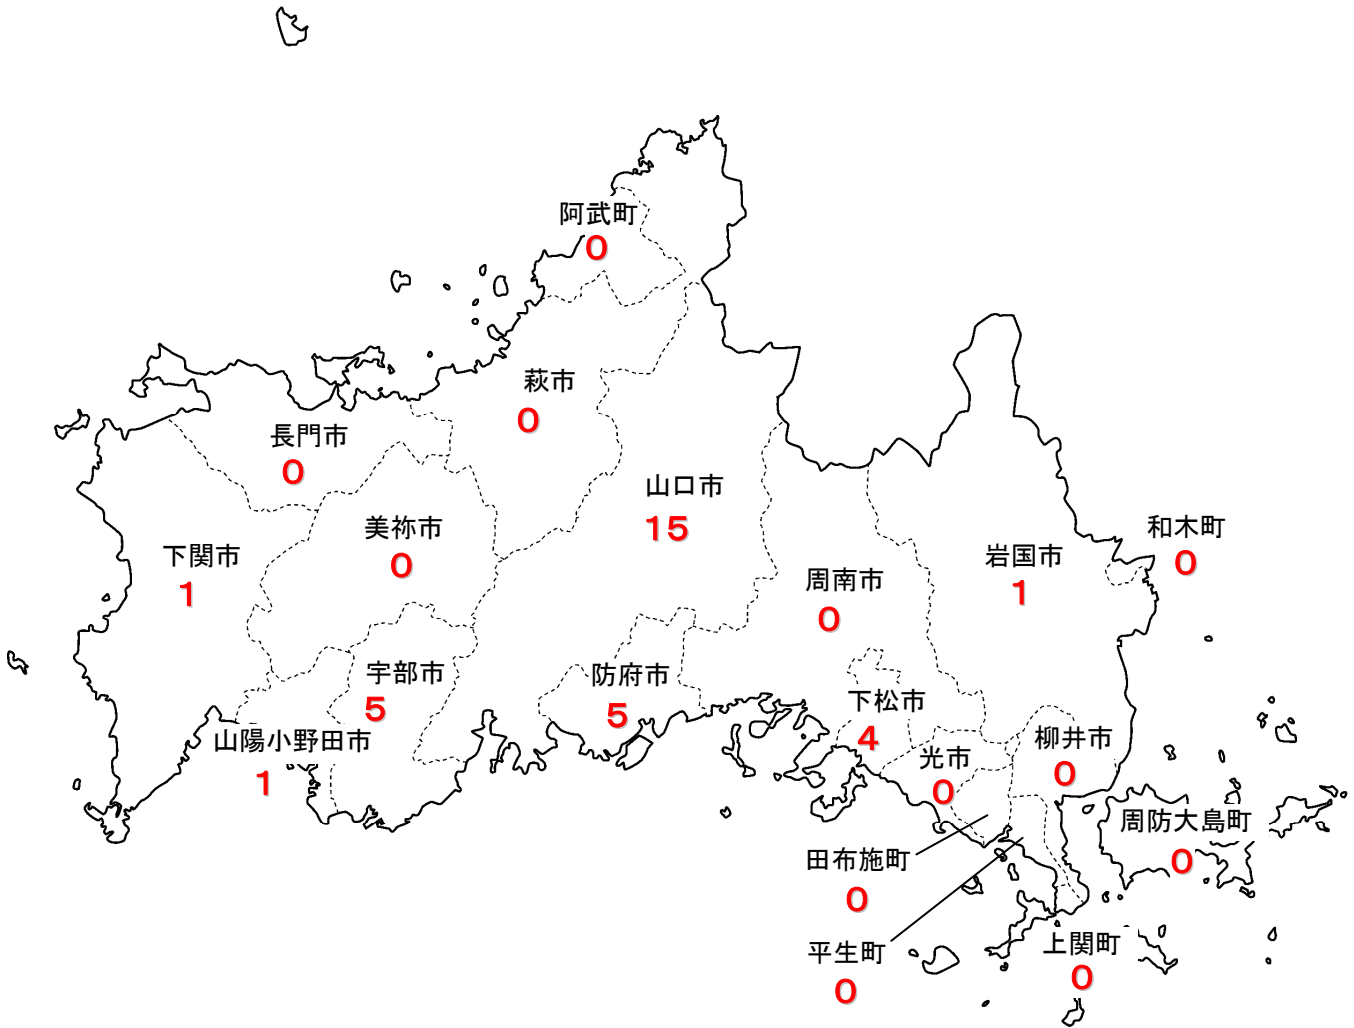 阿武町
0
萩市
0
長門市
0
山口市
15
美祢市
0
下関市
1
和木町
0
岩国市
1
周南市
0
宇部市
5
防府市
5
下松市
4
山陽小野田市
1
光市
0
柳井市
0
周防大島町
0
田布施町
0
平生町
0
上関町
0